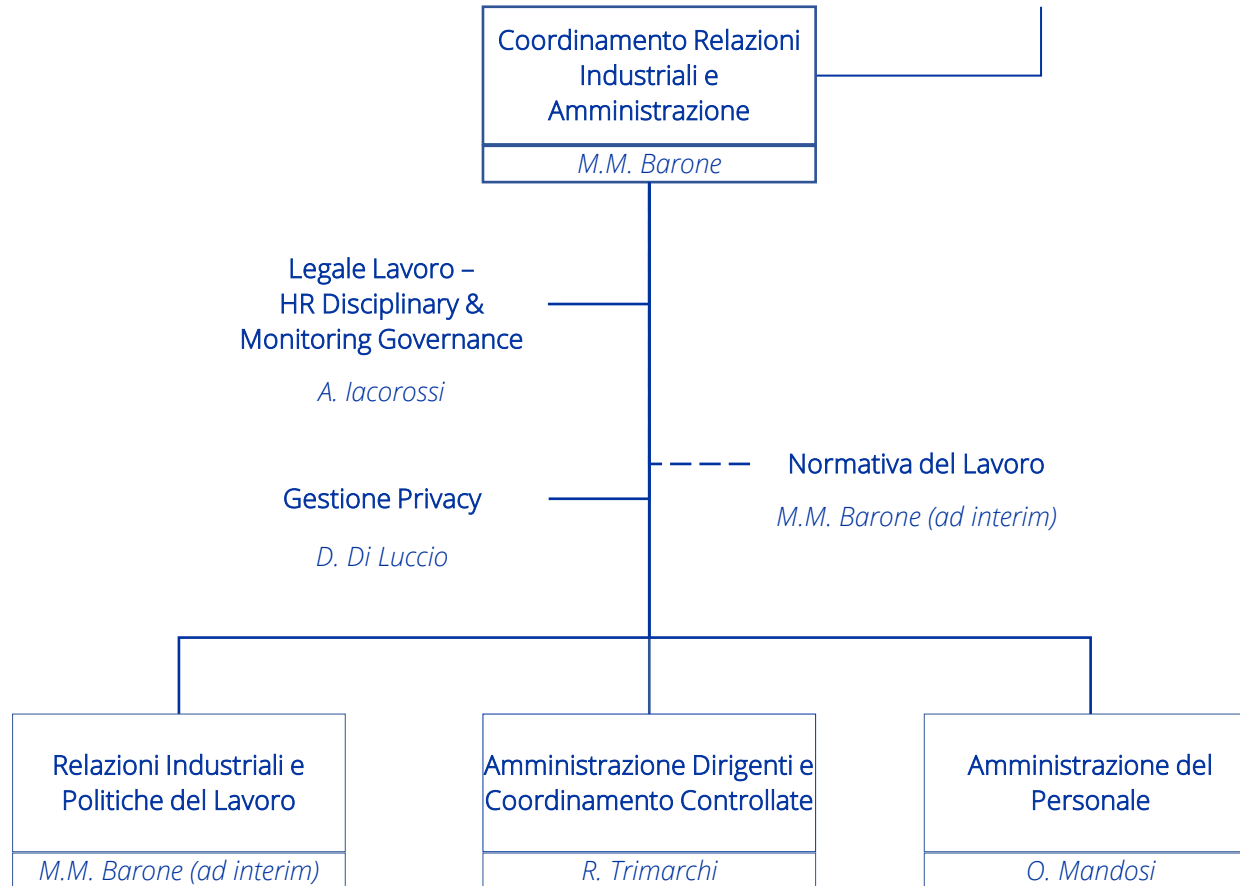 Coordinamento Relazioni
Industriali e
Amministrazione
M.M. Barone
Legale Lavoro –
HR Disciplinary &
Monitoring Governance
A. Iacorossi
Normativa del Lavoro
M.M. Barone (ad interim)
Gestione Privacy
D. Di Luccio
Relazioni Industriali e
Politiche del Lavoro
M.M. Barone (ad interim)
Amministrazione Dirigenti e
Coordinamento Controllate
R. Trimarchi
Amministrazione del
Personale
O. Mandosi